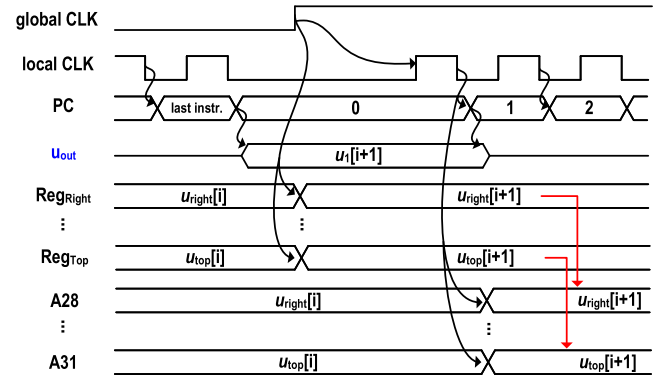 global CLK
local CLK
PC last instr. 0 1 2
uout u1[i+1]
RegRight uright[i] uright[i+1]
⋮ ⋮
RegTop utop[i] utop[i+1]
A28 uright[i] uright[i+1]
⋮ ⋮
A31 utop[i] utop[i+1]